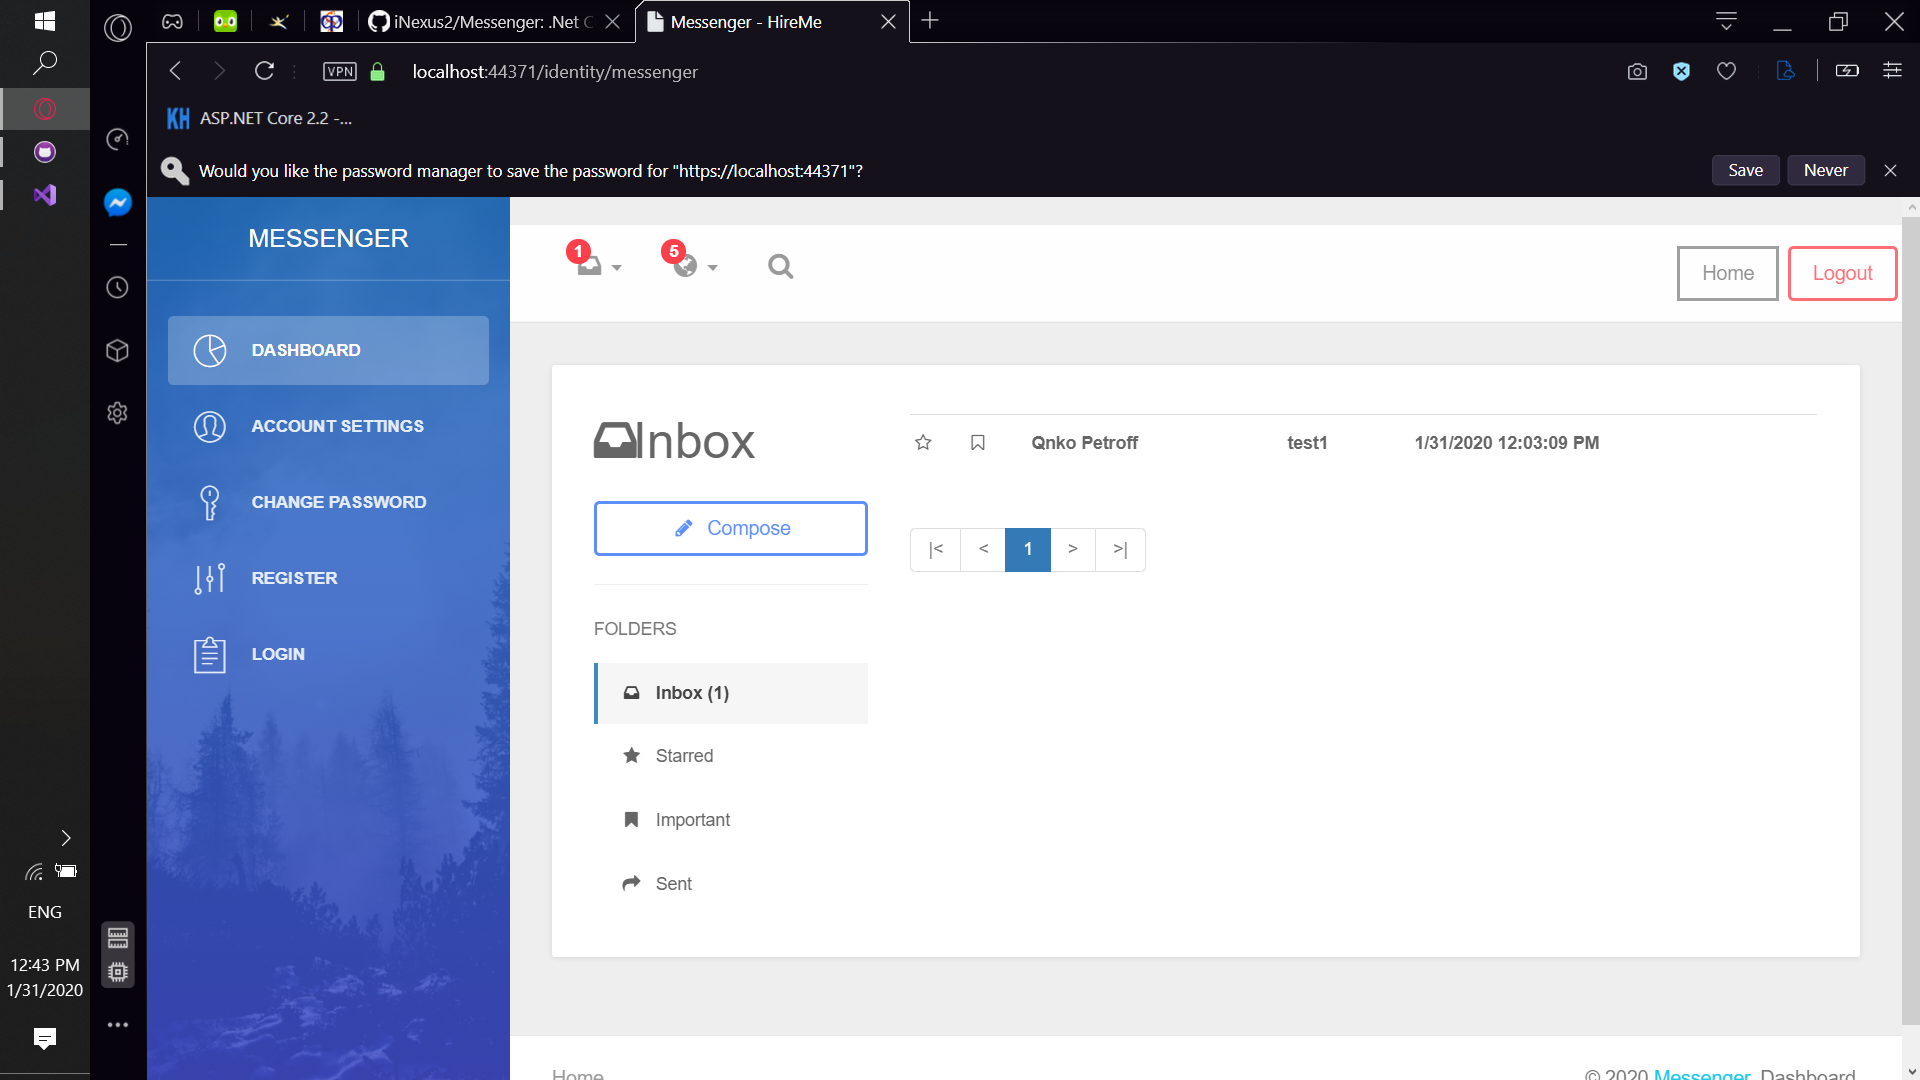 iNexus2/Messenger: .Net C
Messenger - HireMe
VPN
localhost:44371/identity/messenger
KH ASP.NET Core 2.2 -...
Would you like the password manager to save the password for "https://localhost:44371"?
Save
Never
MESSENGER
DASHBOARD
ACCOUNT SETTINGS
CHANGE PASSWORD
REGISTER
LOGIN
1
5
Home
Logout
Inbox
Compose
FOLDERS
Inbox (1)
Starred
Important
Sent
Qnko Petroff test1 1/31/2020 12:03:09 PM
|< < 1 > >|
Home
© 2020 Messenger, Dashboard
ENG
12:43 PM
1/31/2020